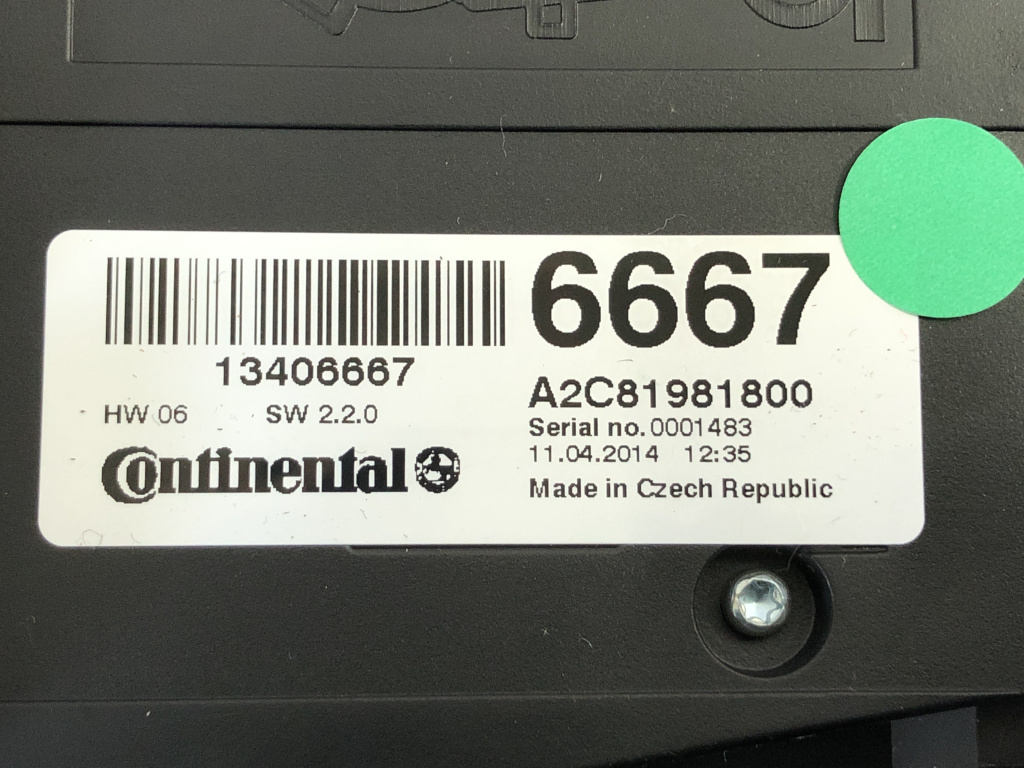 6667
13406667
HW 06 SW 2.2.0
Continental
A2C81981800
Serial no. 0001483
11.04.2014 12:35
Made in Czech Republic